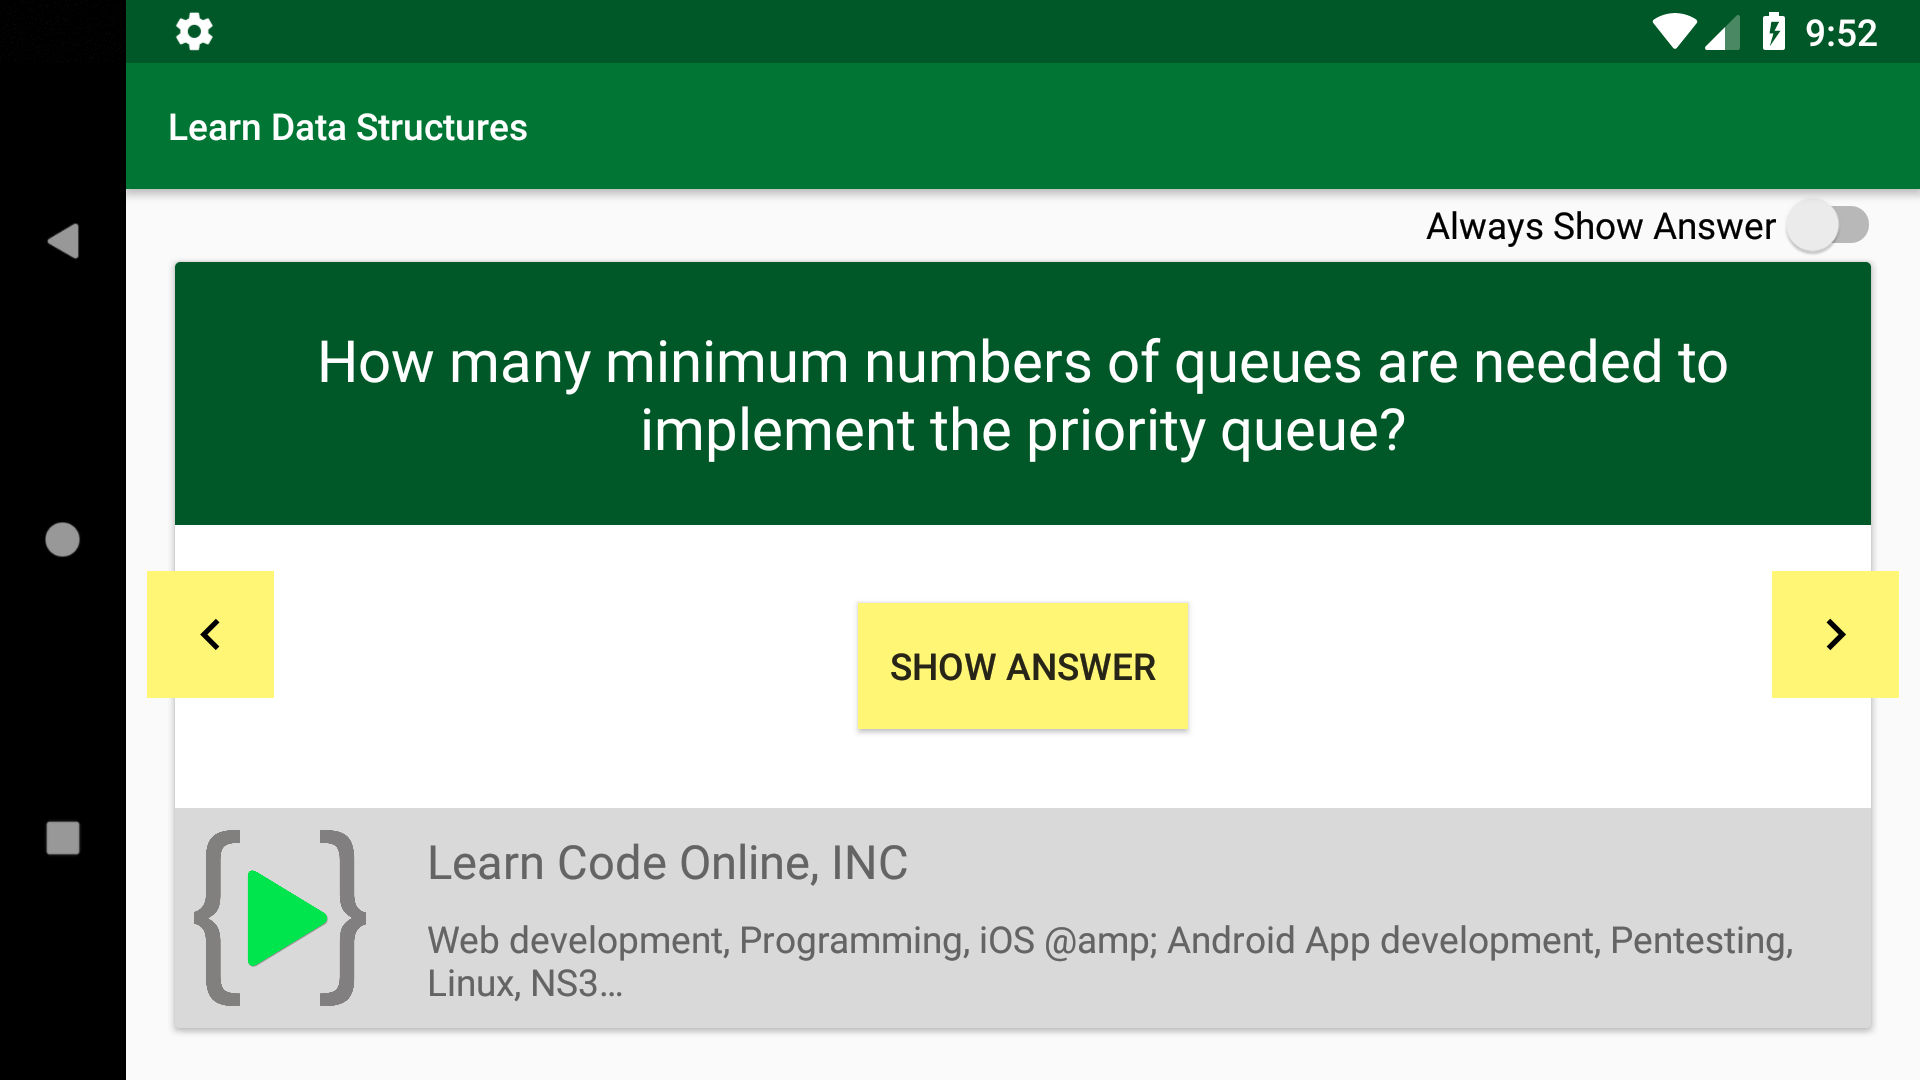 9:52
Learn Data Structures
Always Show Answer
How many minimum numbers of queues are needed to
implement the priority queue?
SHOW ANSWER
Learn Code Online, INC
Web development, Programming, iOS @amp; Android App development, Pentesting,
Linux, NS3...